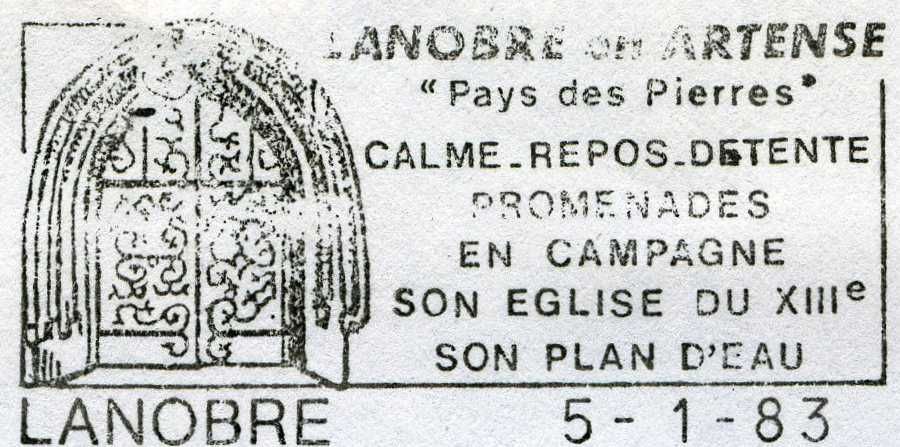 LANOBRE en ARTENSE
"Pays des Pierres"
CALME_REPOS_DETENTE
PROMENADES
EN CAMPAGNE
SON EGLISE DU XIIIe
SON PLAN D'EAU
LANOBRE 5-1-83